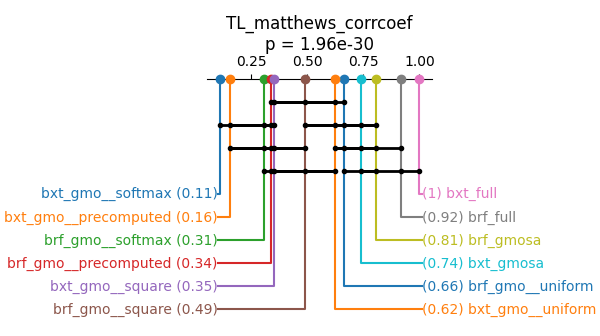 TL_matthews_corrcoef
p = 1.96e-30
0.25 0.50 0.75 1.00
bxt_gmo__softmax (0.11) (1) bxt_full
bxt_gmo__precomputed (0.16) (0.92) brf_full
brf_gmo__softmax (0.31) (0.81) brf_gmosa
brf_gmo__precomputed (0.34) (0.74) bxt_gmosa
bxt_gmo__square (0.35) (0.66) brf_gmo__uniform
brf_gmo__square (0.49) (0.62) bxt_gmo__uniform